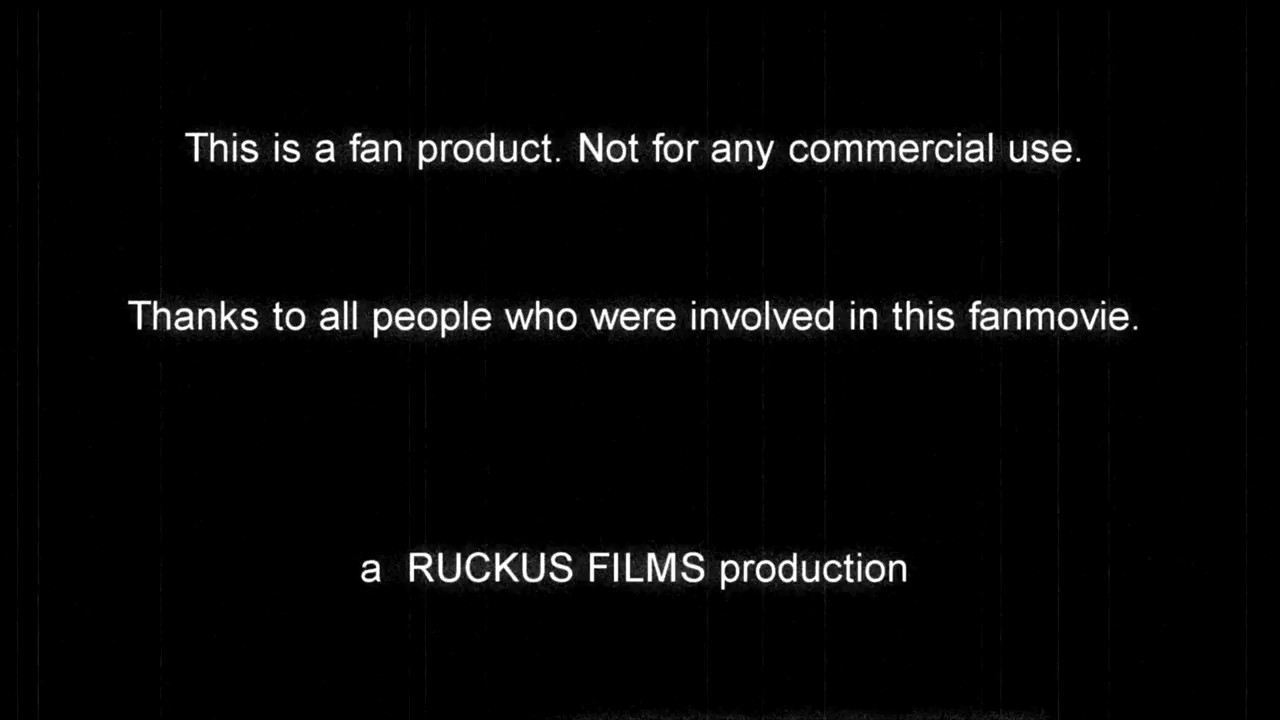 This is a fan product. Not for any commercial use.
Thanks to all people who were involved in this fanmovie.
a RUCKUS FILMS production